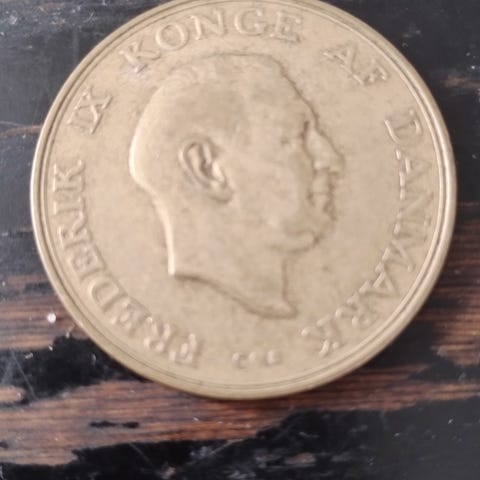 FREDERIK IX KONGE AF DANMARK